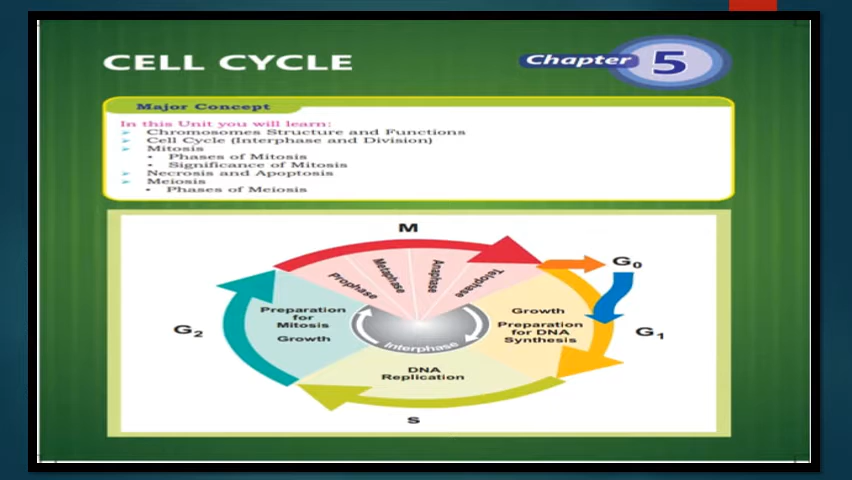 CELL CYCLE
Chapter 5
Major Concept
In this Unit you will learn:
➢ Chromosomes Structure and Functions
➢ Cell Cycle (Interphase and Division)
➢ Mitosis
• Phases of Mitosis
• Significance of Mitosis
➢ Necrosis and Apoptosis
➢ Meiosis
• Phases of Meiosis
M
Prophase
Metaphase
Anaphase
Telophase
G0
G1
Growth
Preparation
for DNA
Synthesis
G2
Preparation
for
Mitosis
Growth
Interphase
DNA
Replication
S